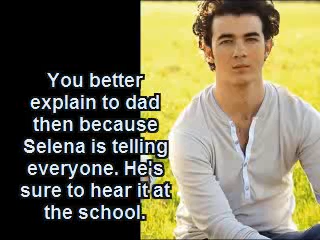 You better
explain to dad
then because
Selena is telling
everyone. He's
sure to hear it at
the school.